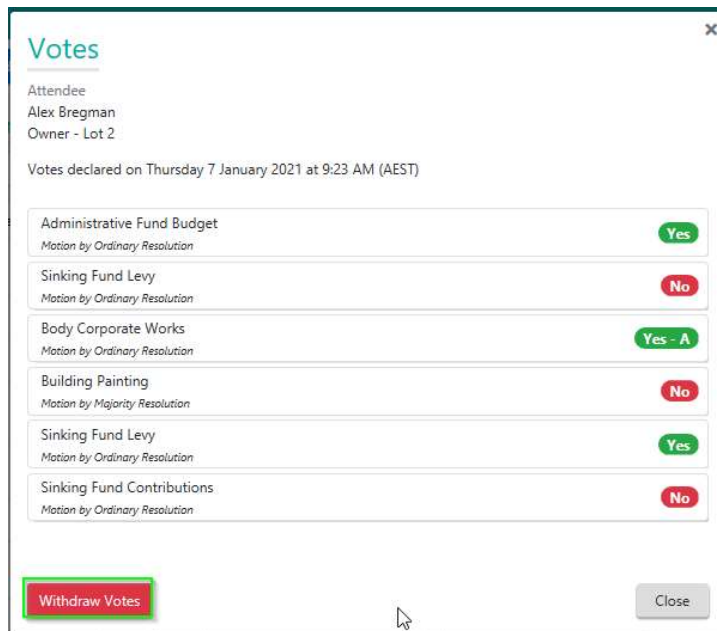 ×
Votes
Attendee
Alex Bregman
Owner - Lot 2
Votes declared on Thursday 7 January 2021 at 9:23 AM (AEST)
Administrative Fund Budget
Yes
Motion by Ordinary Resolution
Sinking Fund Levy
No
Motion by Ordinary Resolution
Body Corporate Works
Yes - A
Motion by Ordinary Resolution
Building Painting
No
Motion by Majority Resolution
Sinking Fund Levy
Yes
Motion by Ordinary Resolution
Sinking Fund Contributions
No
Motion by Ordinary Resolution
Withdraw Votes
Close